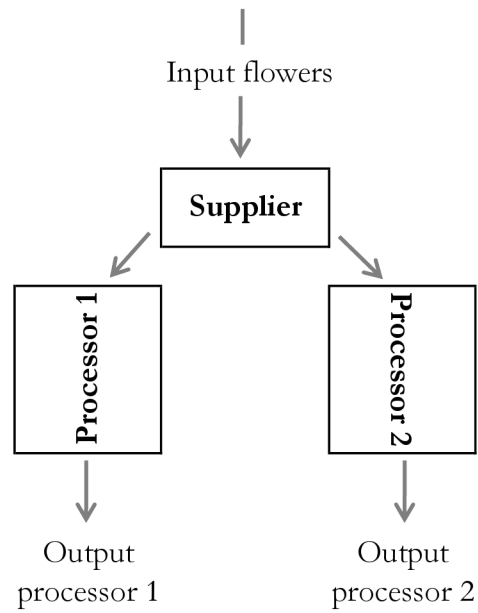 Input flowers
Supplier
Processor 1
Processor 2
Output
processor 1
Output
processor 2